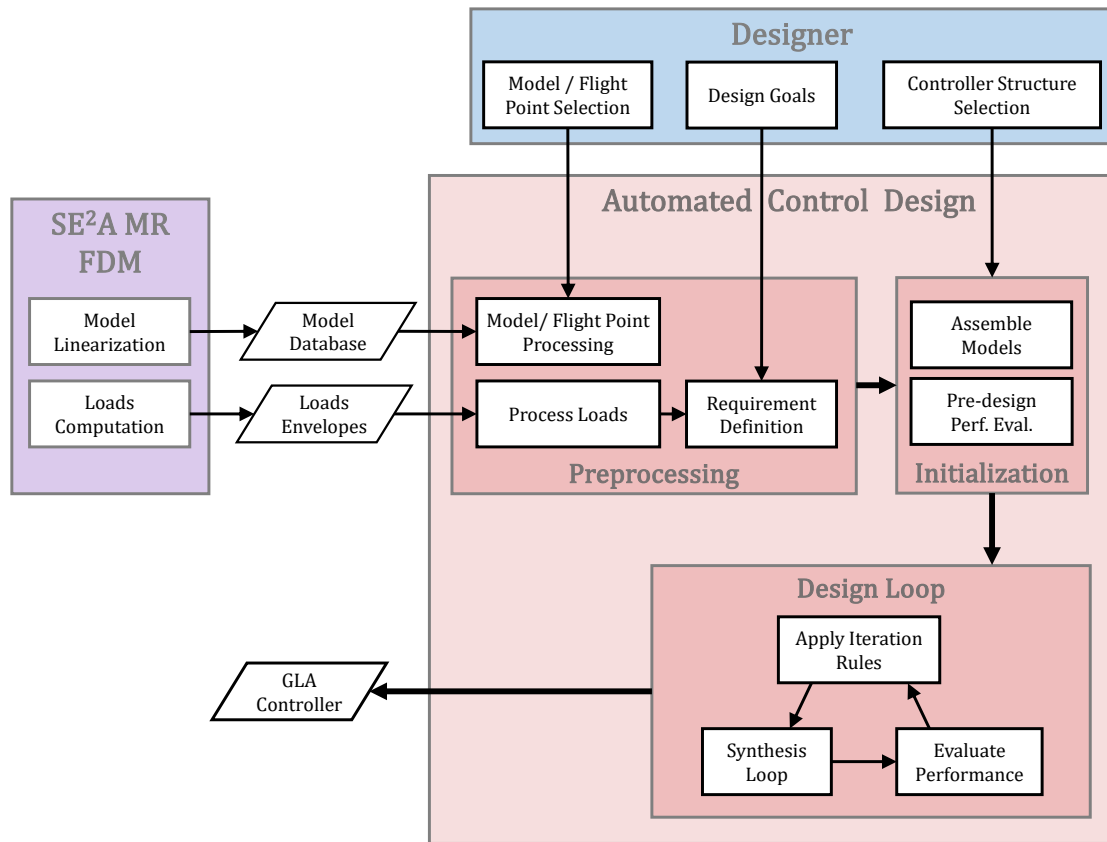 Designer
Model / Flight
Point Selection
Design Goals
Controller Structure
Selection
Automated Control Design
SE²A MR
FDM
Model
Linearization
Loads
Computation
Model
Database
Loads
Envelopes
Model/ Flight Point
Processing
Process Loads
Requirement
Definition
Preprocessing
Assemble
Models
Pre-design
Perf. Eval.
Initialization
Design Loop
Apply Iteration
Rules
Synthesis
Loop
Evaluate
Performance
GLA
Controller